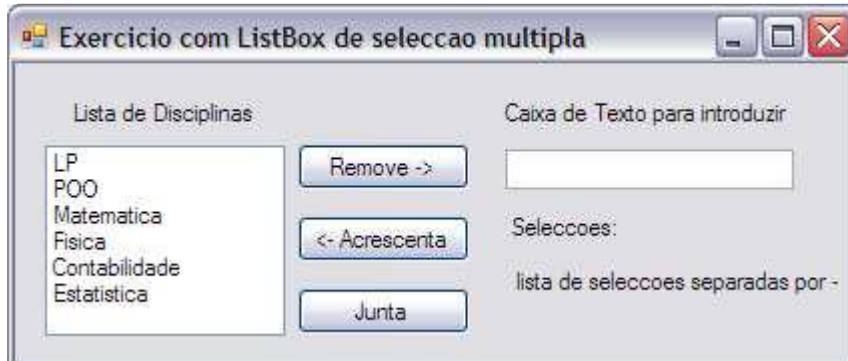 Exercicio com ListBox de seleccao multipla
Lista de Disciplinas
LP
POO
Matematica
Fisica
Contabilidade
Estatistica
Remove ->
<- Acrescenta
Junta
Caixa de Texto para introduzir
Seleccoes:
lista de seleccoes separadas por -